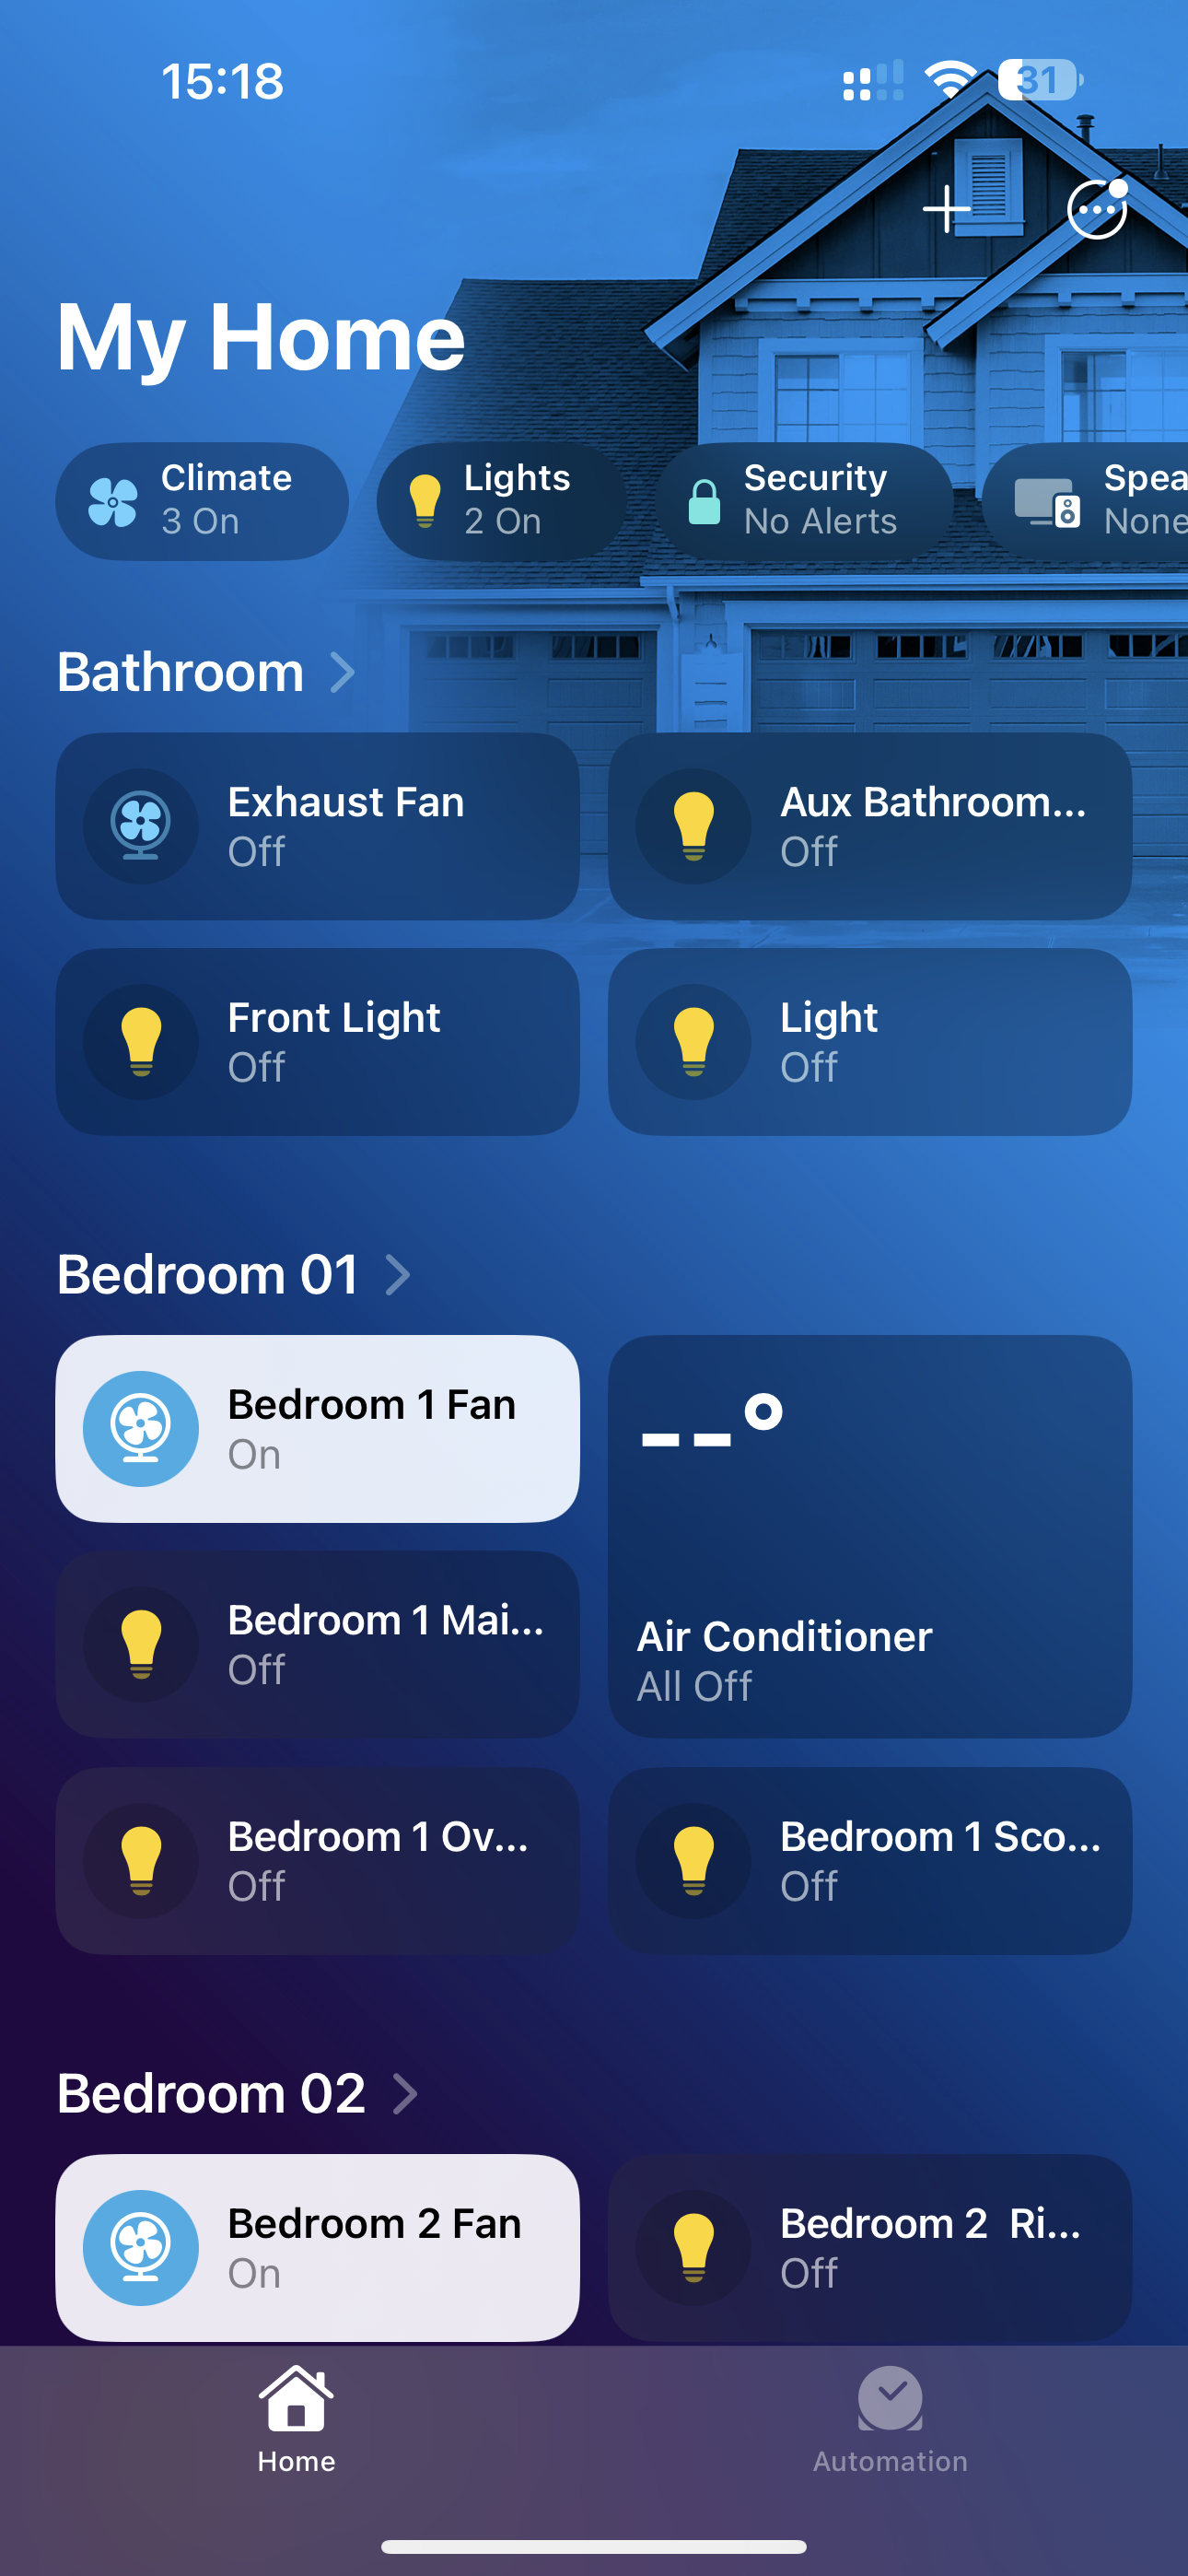 15:18
31
My Home
Climate
3 On
Lights
2 On
Security
No Alerts
Spea
None
Bathroom
Exhaust Fan
Off
Aux Bathroom...
Off
Front Light
Off
Light
Off
Bedroom 01
Bedroom 1 Fan
On
--°
Air Conditioner
All Off
Bedroom 1 Mai...
Off
Bedroom 1 Ov...
Off
Bedroom 1 Sco...
Off
Bedroom 02
Bedroom 2 Fan
On
Bedroom 2  Ri...
Off
Home
Automation